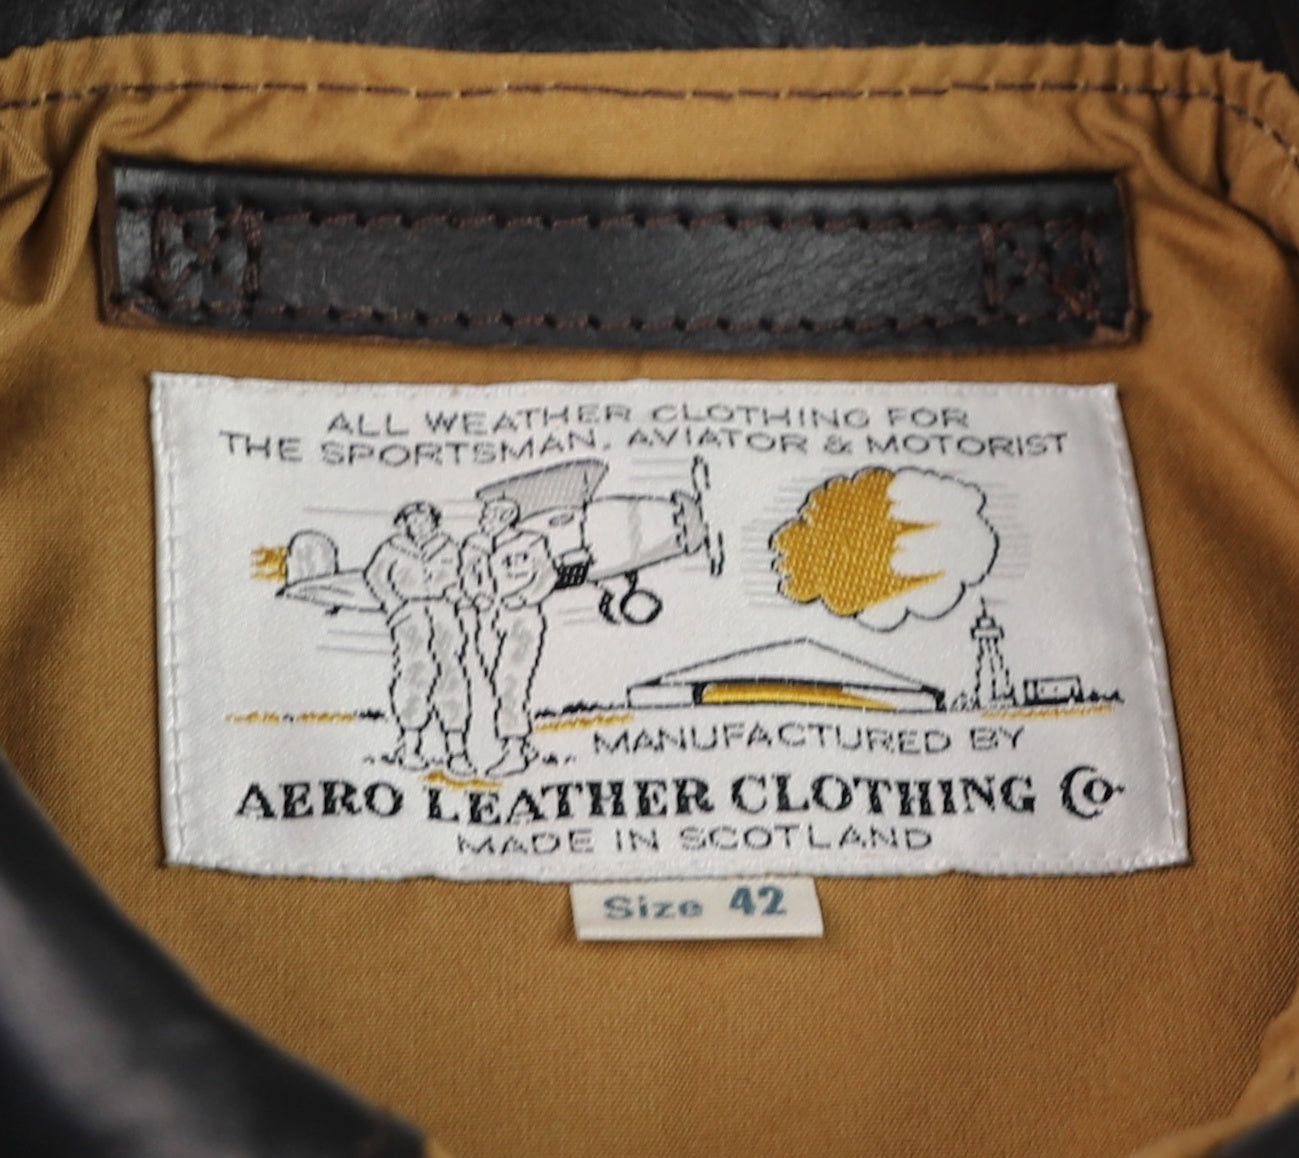 ALL WEATHER CLOTHING FOR
THE SPORTSMAN, AVIATOR & MOTORIST
MANUFACTURED BY
AERO LEATHER CLOTHING Co.
MADE IN SCOTLAND
Size 42